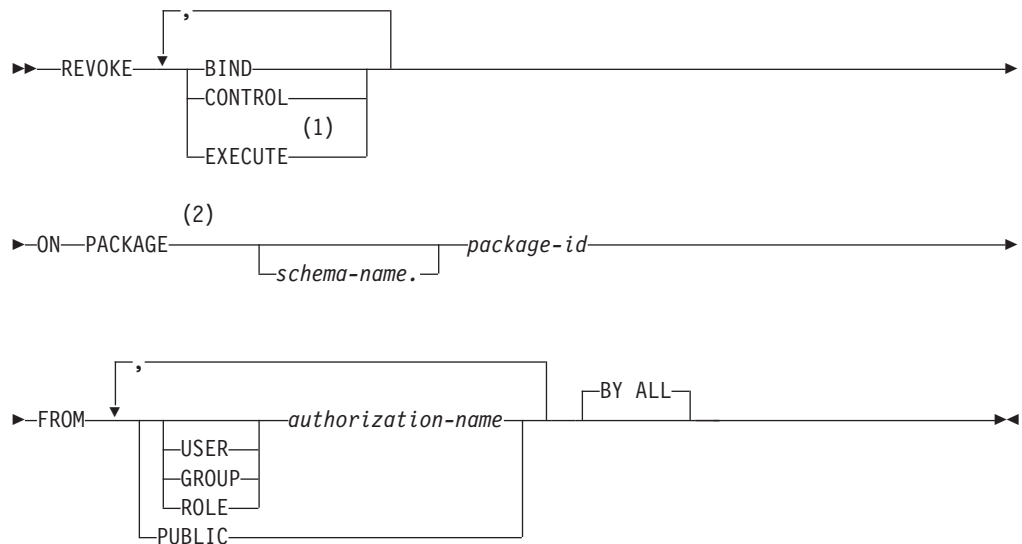 ,
REVOKE BIND
CONTROL
(1)
EXECUTE
(2)
ON PACKAGE package-id
schema-name.
,
BY ALL
FROM authorization-name
USER
GROUP
ROLE
PUBLIC